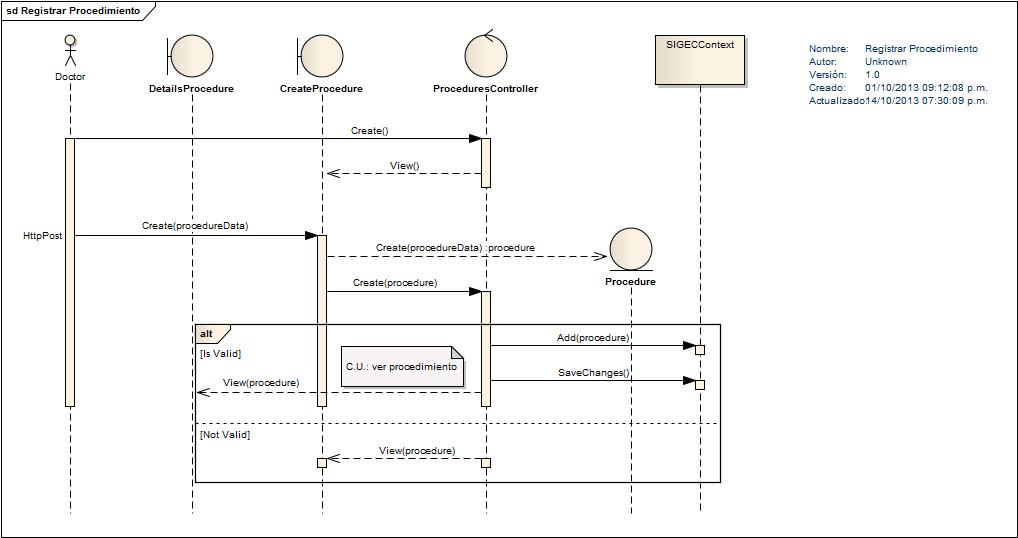 sd Registrar Procedimiento
Doctor
DetailsProcedure
CreateProcedure
ProceduresController
SIGECContext
Nombre: Registrar Procedimiento
Autor: Unknown
Versión: 1.0
Creado: 01/10/2013 09:12:08 p.m.
Actualizado:14/10/2013 07:30:09 p.m.
Create()
View()
HttpPost
Create(procedureData)
Create(procedureData) :procedure
Procedure
Create(procedure)
alt
[Is Valid]
Add(procedure)
C.U.: ver procedimiento
SaveChanges()
View(procedure)
[Not Valid]
View(procedure)